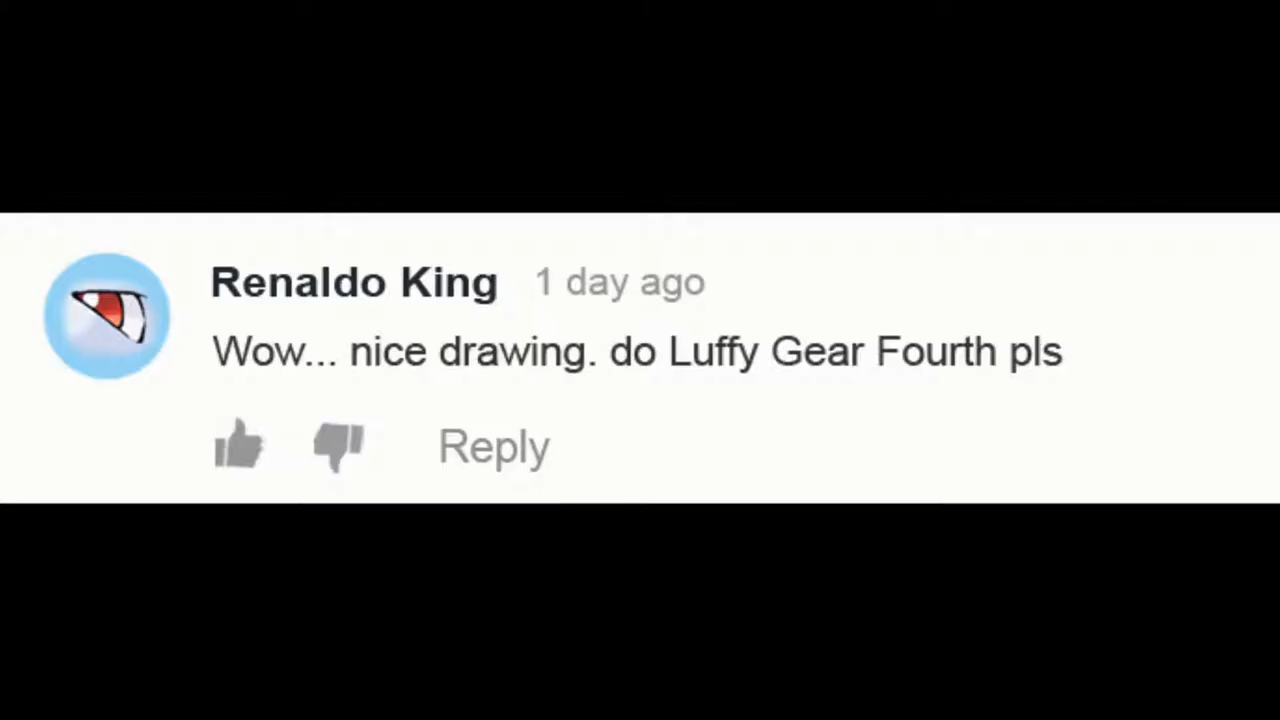 Renaldo King 1 day ago
Wow... nice drawing. do Luffy Gear Fourth pls
Reply